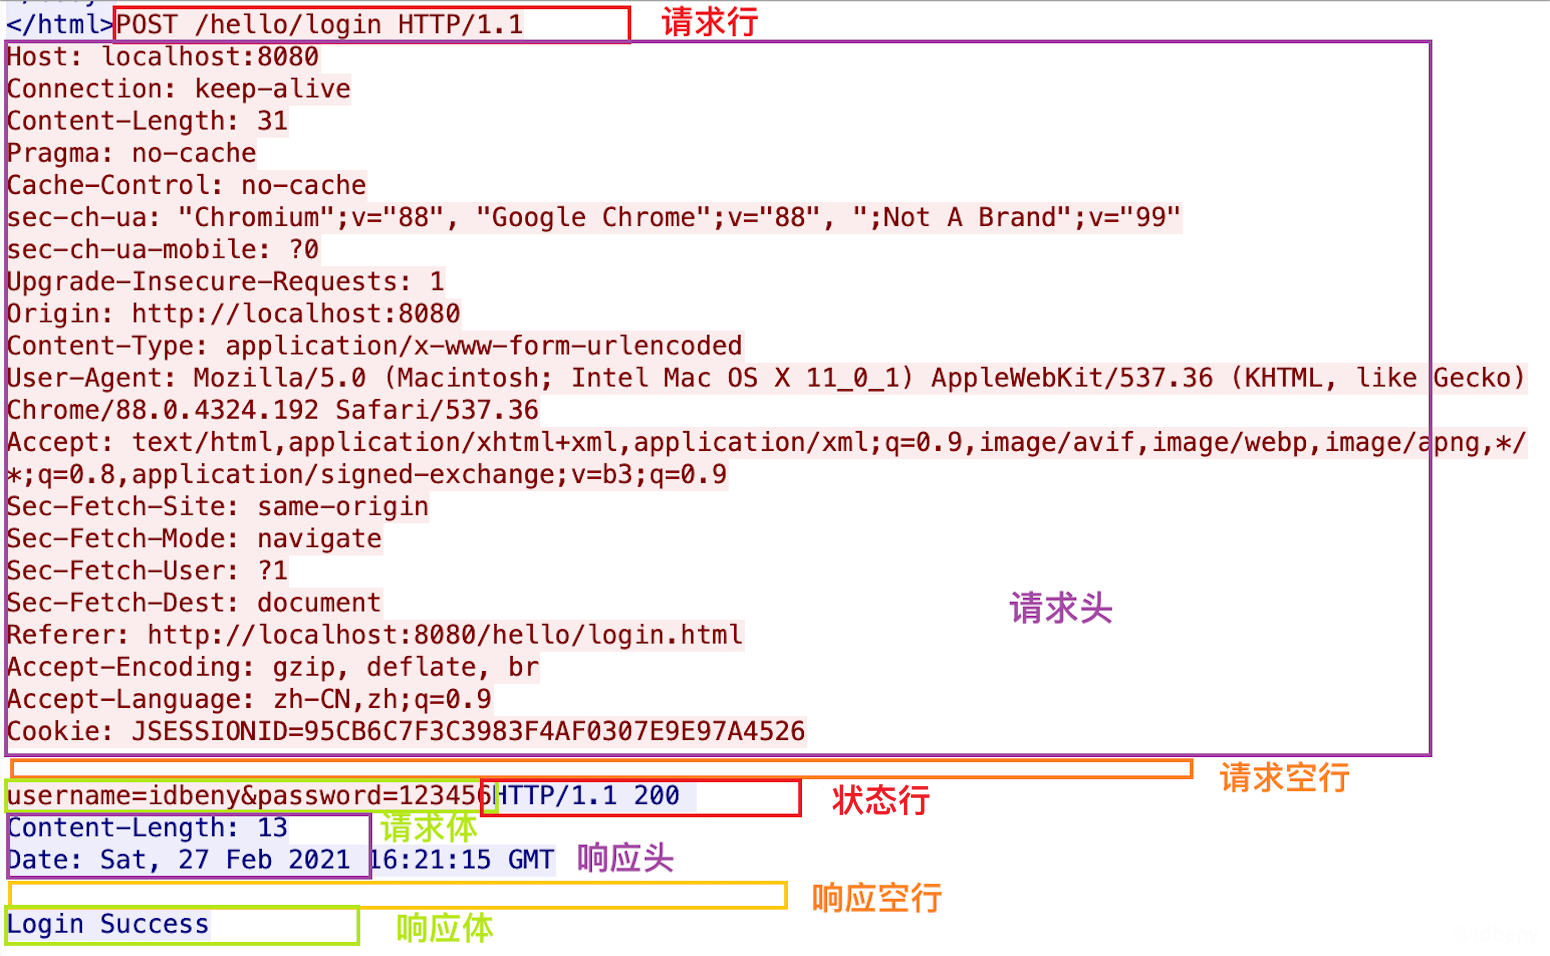 </html>POST /hello/login HTTP/1.1 请求行
Host: localhost:8080
Connection: keep-alive
Content-Length: 31
Pragma: no-cache
Cache-Control: no-cache
sec-ch-ua: "Chromium";v="88", "Google Chrome";v="88", ";Not A Brand";v="99"
sec-ch-ua-mobile: ?0
Upgrade-Insecure-Requests: 1
Origin: http://localhost:8080
Content-Type: application/x-www-form-urlencoded
User-Agent: Mozilla/5.0 (Macintosh; Intel Mac OS X 11_0_1) AppleWebKit/537.36 (KHTML, like Gecko)
Chrome/88.0.4324.192 Safari/537.36
Accept: text/html,application/xhtml+xml,application/xml;q=0.9,image/avif,image/webp,image/apng,*/
*;q=0.8,application/signed-exchange;v=b3;q=0.9
Sec-Fetch-Site: same-origin
Sec-Fetch-Mode: navigate
Sec-Fetch-User: ?1
Sec-Fetch-Dest: document 请求头
Referer: http://localhost:8080/hello/login.html
Accept-Encoding: gzip, deflate, br
Accept-Language: zh-CN,zh;q=0.9
Cookie: JSESSIONID=95CB6C7F3C3983F4AF0307E9E97A4526
请求空行
username=idbeny&password=123456HTTP/1.1 200 状态行
Content-Length: 13 请求体
Date: Sat, 27 Feb 2021 16:21:15 GMT 响应头
响应空行
Login Success 响应体